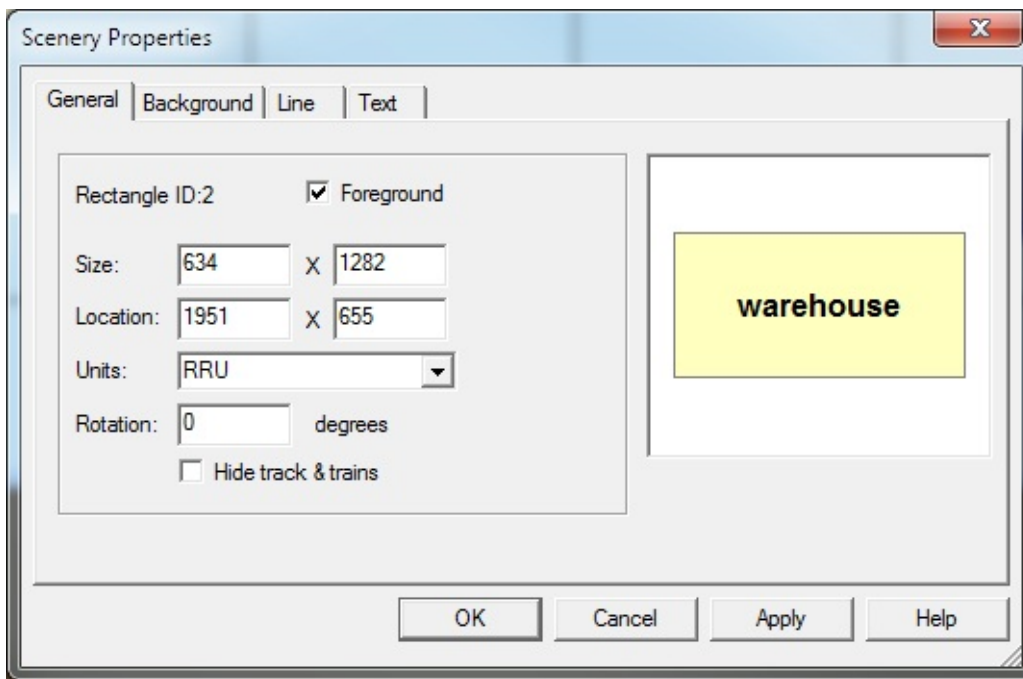 Scenery Properties
General Background Line Text
Rectangle ID:2 Foreground
Size: 634 X 1282
Location: 1951 X 655
Units: RRU
Rotation: 0 degrees
Hide track & trains
warehouse
OK Cancel Apply Help